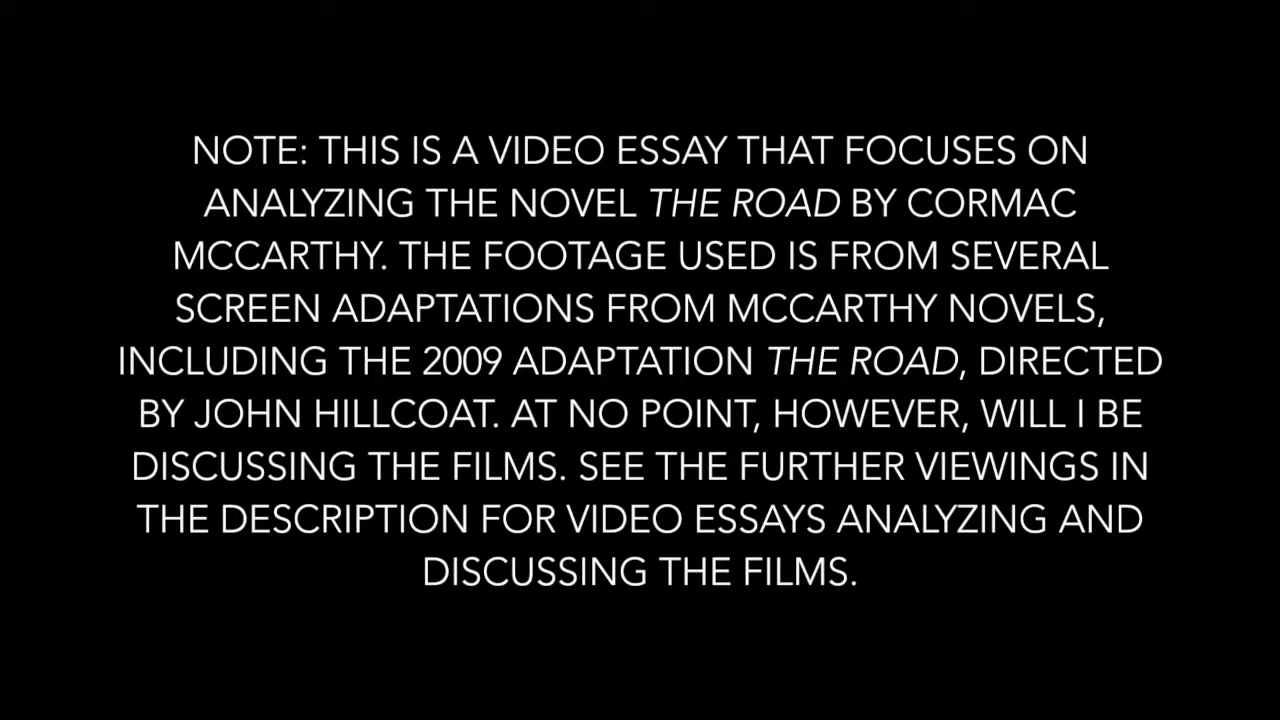 NOTE: THIS IS A VIDEO ESSAY THAT FOCUSES ON
ANALYZING THE NOVEL THE ROAD BY CORMAC
MCCARTHY. THE FOOTAGE USED IS FROM SEVERAL
SCREEN ADAPTATIONS FROM MCCARTHY NOVELS,
INCLUDING THE 2009 ADAPTATION THE ROAD, DIRECTED
BY JOHN HILLCOAT. AT NO POINT, HOWEVER, WILL I BE
DISCUSSING THE FILMS. SEE THE FURTHER VIEWINGS IN
THE DESCRIPTION FOR VIDEO ESSAYS ANALYZING AND
DISCUSSING THE FILMS.